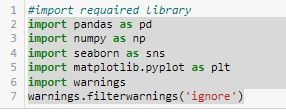 1 #import requaired library
2 import pandas as pd
3 import numpy as np
4 import seaborn as sns
5 import matplotlib.pyplot as plt
6 import warnings
7 warnings.filterwarnings('ignore')